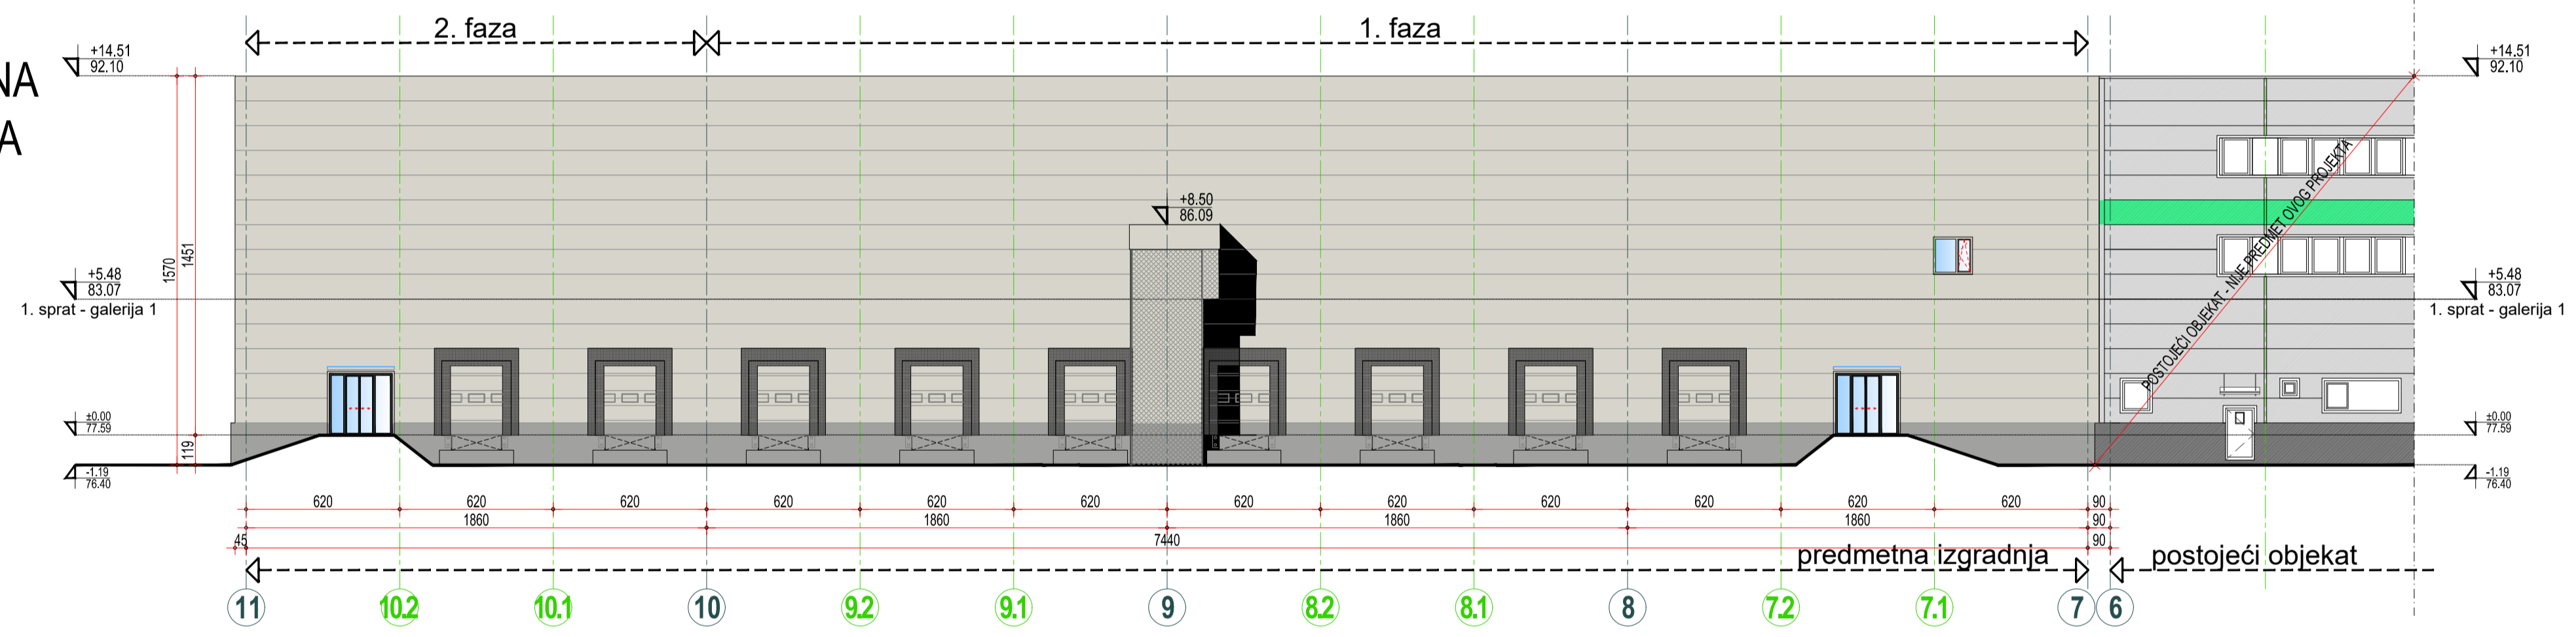 2. faza
1. faza
+14.51
92.10
+14.51
92.10
NA
A
POSTOJEĆI OBJEKAT - NIJE PREDMET OVOG PROJEKTA
+8.50
86.09
1570
1451
+5.48
83.07
1. sprat - galerija 1
+5.48
83.07
1. sprat - galerija 1
±0.00
77.59
±0.00
77.59
119
-1.19
76.40
-1.19
76.40
620 620 620 620 620 620 620 620 620 620 620 620 90
1860 1860 1860 1860 90
45 7440 90
predmetna izgradnja postojeći objekat
11 10.2 10.1 10 9.2 9.1 9 8.2 8.1 8 7.2 7.1 7 6